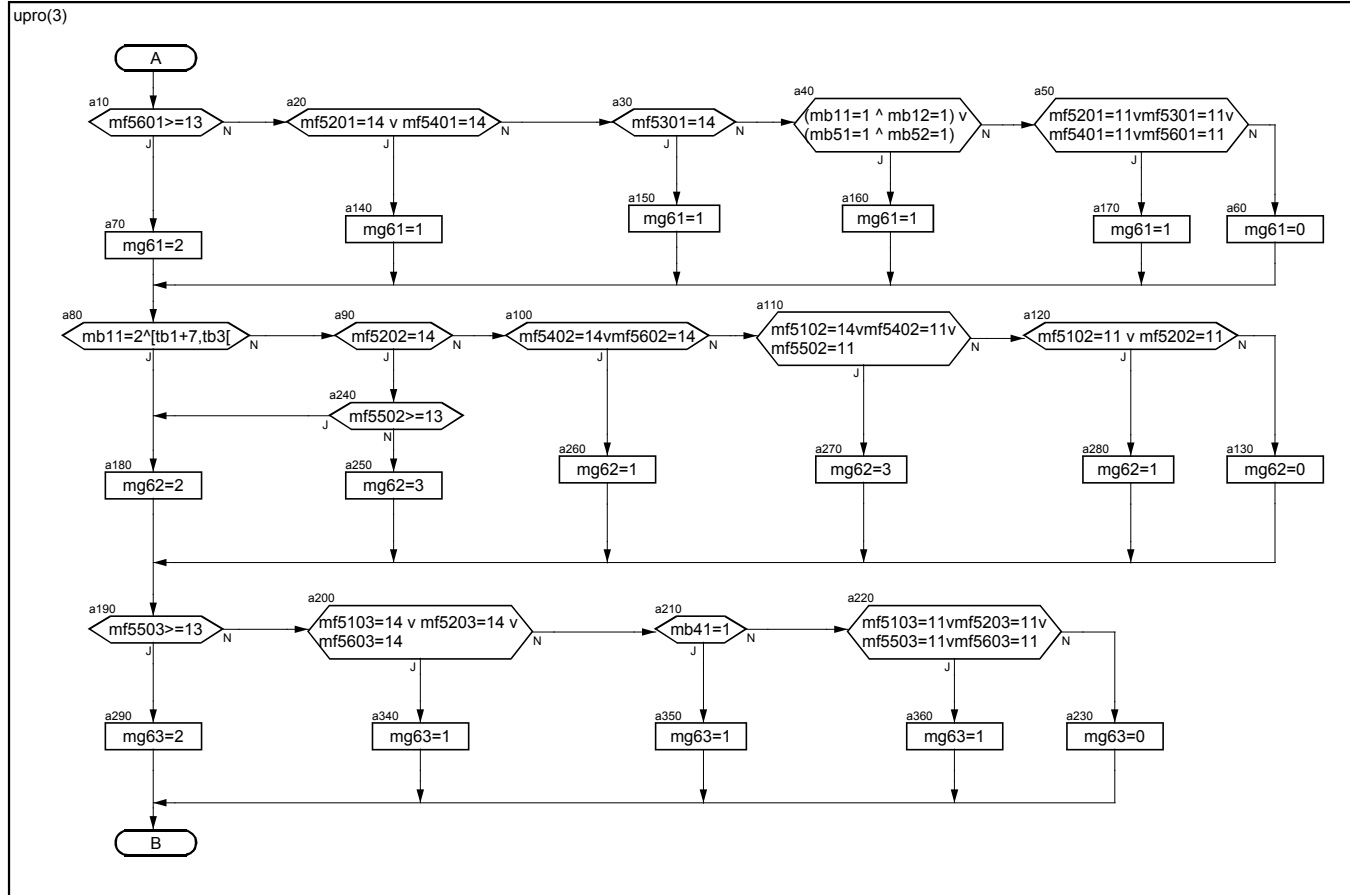 upro(3)
A
a10
mf5601>=13
N
J
a20
mf5201=14 v mf5401=14
N
J
a30
mf5301=14
N
J
a40
(mb11=1 ^ mb12=1) v
(mb51=1 ^ mb52=1)
N
J
a50
mf5201=11vmf5301=11v
mf5401=11vmf5601=11
N
J
a70
mg61=2
a140
mg61=1
a150
mg61=1
a160
mg61=1
a170
mg61=1
a60
mg61=0
a80
mb11=2^[tb1+7,tb3[
N
J
a90
mf5202=14
N
J
a100
mf5402=14vmf5602=14
N
J
a110
mf5102=14vmf5402=11v
mf5502=11
N
J
a120
mf5102=11 v mf5202=11
N
J
a240
mf5502>=13
J
N
a180
mg62=2
a250
mg62=3
a260
mg62=1
a270
mg62=3
a280
mg62=1
a130
mg62=0
a190
mf5503>=13
N
J
a200
mf5103=14 v mf5203=14 v
mf5603=14
N
J
a210
mb41=1
N
J
a220
mf5103=11vmf5203=11v
mf5503=11vmf5603=11
N
J
a290
mg63=2
a340
mg63=1
a350
mg63=1
a360
mg63=1
a230
mg63=0
B